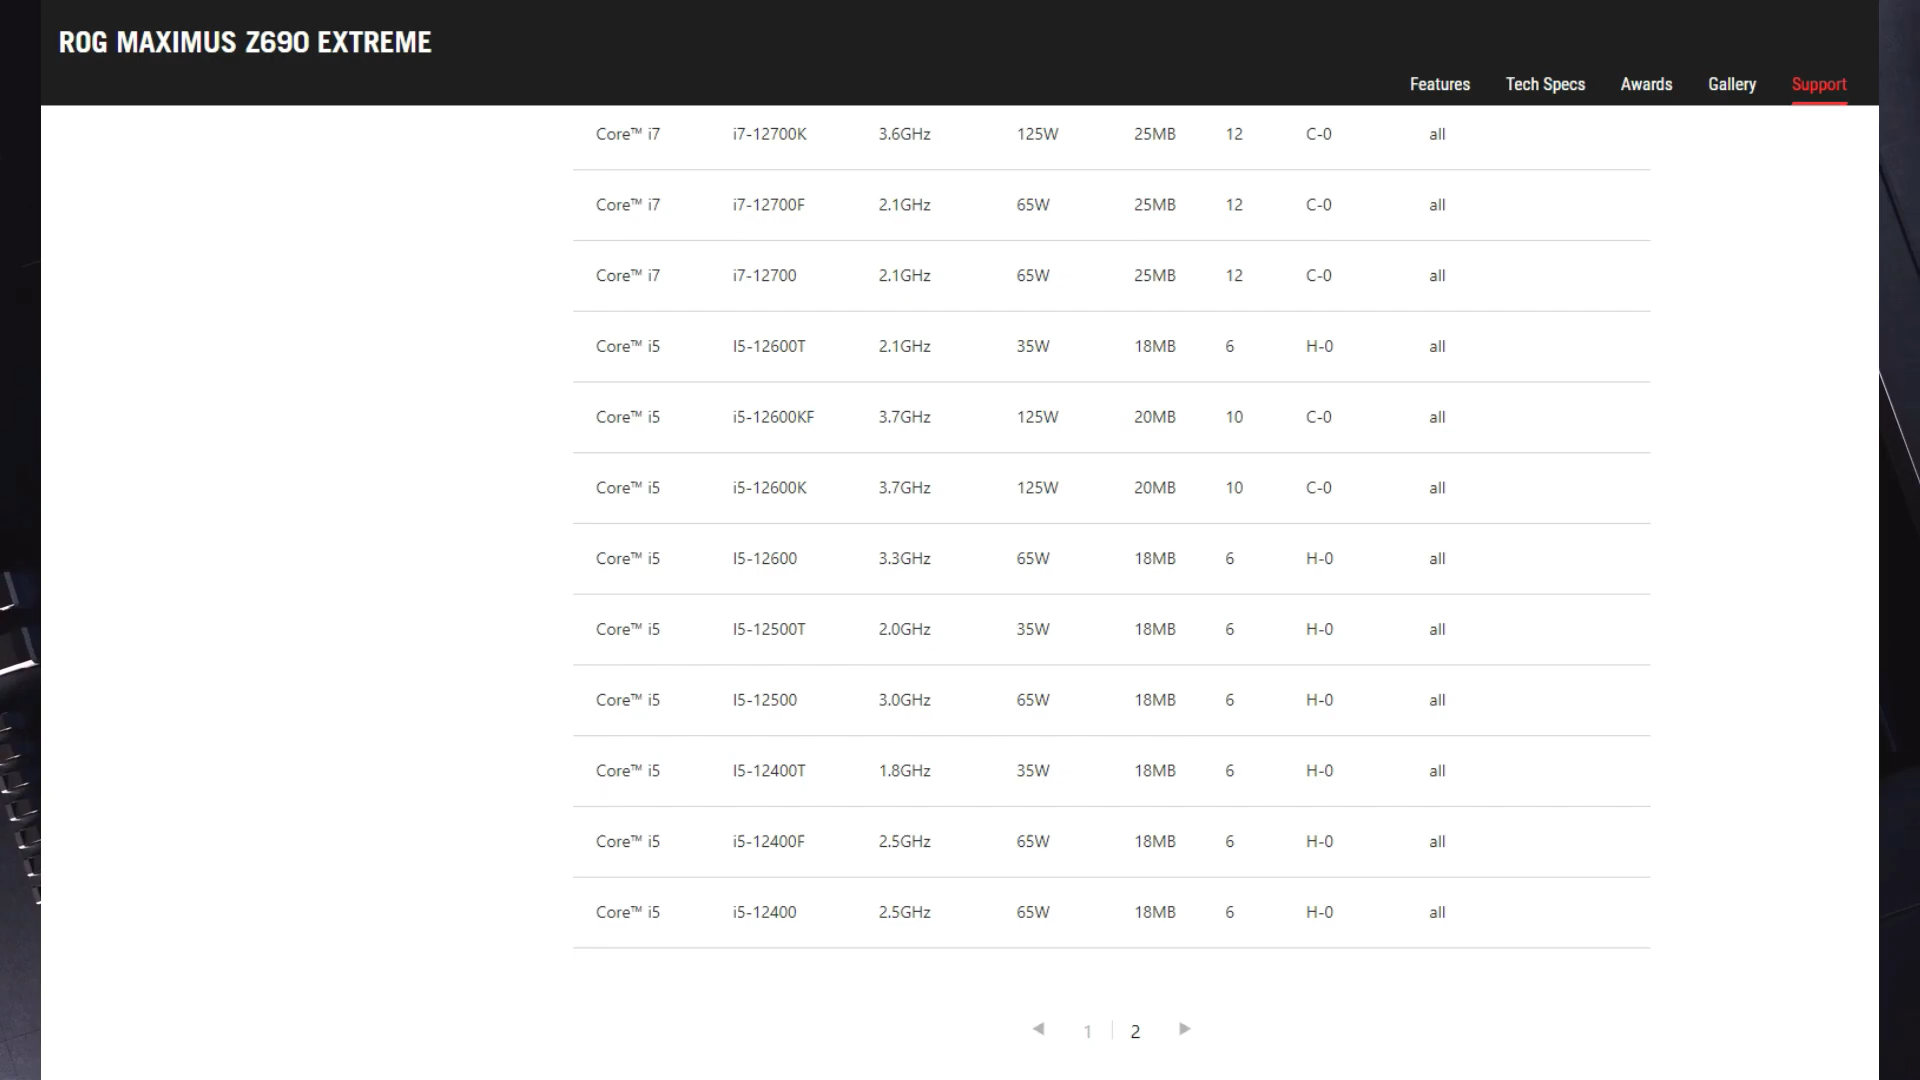 ROG MAXIMUS Z690 EXTREME
Features Tech Specs Awards Gallery Support
Core™ i7 i7-12700K 3.6GHz 125W 25MB 12 C-0 all
Core™ i7 i7-12700F 2.1GHz 65W 25MB 12 C-0 all
Core™ i7 i7-12700 2.1GHz 65W 25MB 12 C-0 all
Core™ i5 I5-12600T 2.1GHz 35W 18MB 6 H-0 all
Core™ i5 i5-12600KF 3.7GHz 125W 20MB 10 C-0 all
Core™ i5 i5-12600K 3.7GHz 125W 20MB 10 C-0 all
Core™ i5 I5-12600 3.3GHz 65W 18MB 6 H-0 all
Core™ i5 I5-12500T 2.0GHz 35W 18MB 6 H-0 all
Core™ i5 I5-12500 3.0GHz 65W 18MB 6 H-0 all
Core™ i5 I5-12400T 1.8GHz 35W 18MB 6 H-0 all
Core™ i5 i5-12400F 2.5GHz 65W 18MB 6 H-0 all
Core™ i5 i5-12400 2.5GHz 65W 18MB 6 H-0 all
1 2